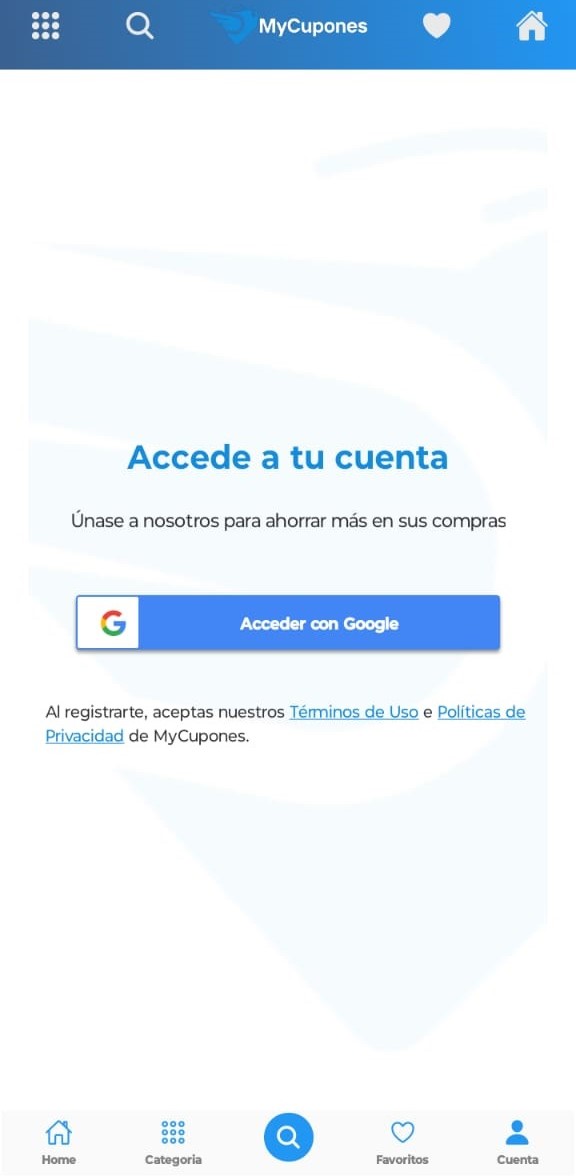 MyCupones
Accede a tu cuenta
Únase a nosotros para ahorrar más en sus compras
G
Acceder con Google
Al registrarte, aceptas nuestros Términos de Uso e Políticas de
Privacidad de MyCupones.
Home
Categoria
Favoritos
Cuenta